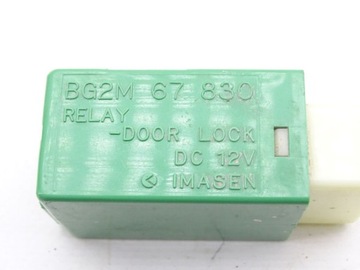 BG2M 67 830
RELAY
-DOOR LOCK
DC 12V
IMASEN